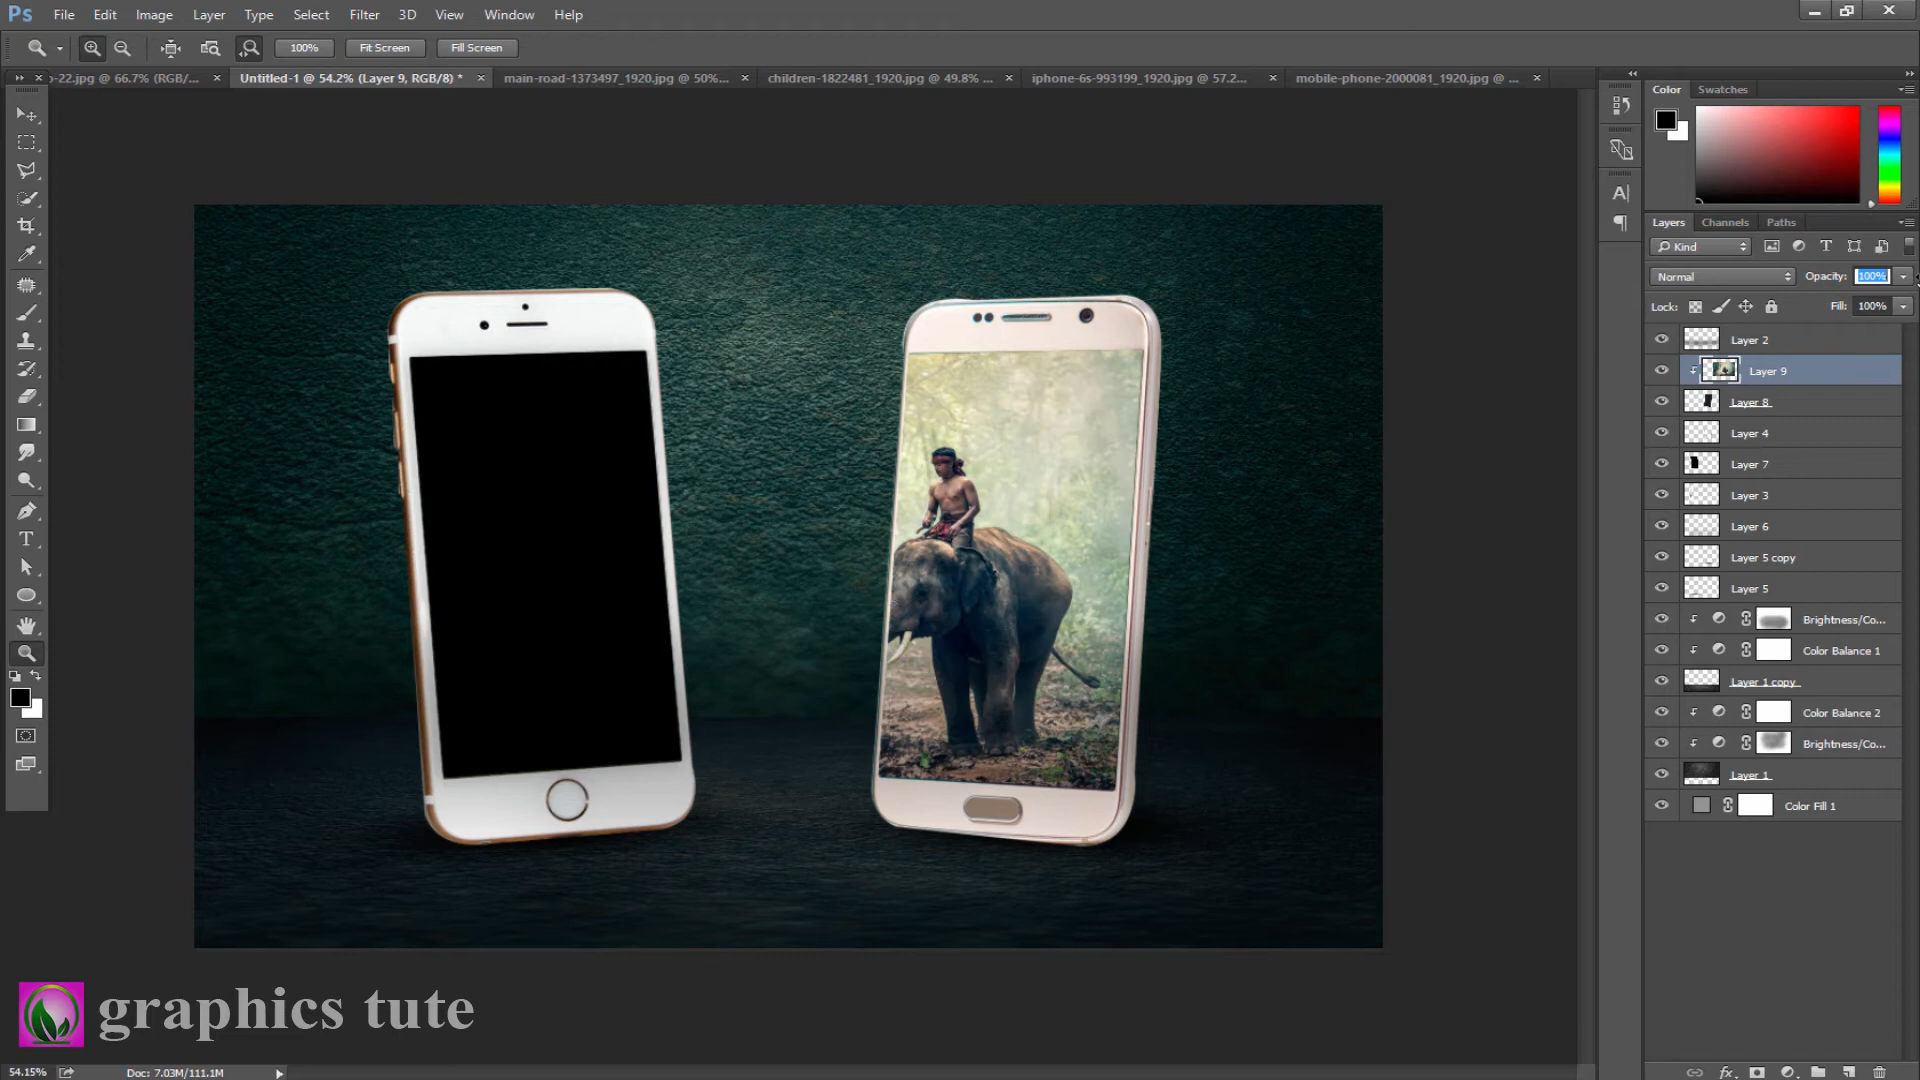 Ps File Edit Image Layer Type Select Filter 3D View Window Help
100% Fit Screen Fill Screen
o-22.jpg @ 66.7% (RGB/... Untitled-1 @ 54.2% (Layer 9, RGB/8) * main-road-1373497_1920.jpg @ 50%... children-1822481_1920.jpg @ 49.8% ... iphone-6s-993199_1920.jpg @ 57.2... mobile-phone-2000081_1920.jpg @ ...
Color Swatches
Layers Channels Paths
Kind
Normal Opacity: 100%
Lock: Fill: 100%
Layer 2
Layer 9
Layer 8
Layer 4
Layer 7
Layer 3
Layer 6
Layer 5 copy
Layer 5
Brightness/Co...
Color Balance 1
Layer 1 copy
Color Balance 2
Brightness/Co...
Layer 1
Color Fill 1
graphics tute
54.15% Doc: 7.03M/111.1M